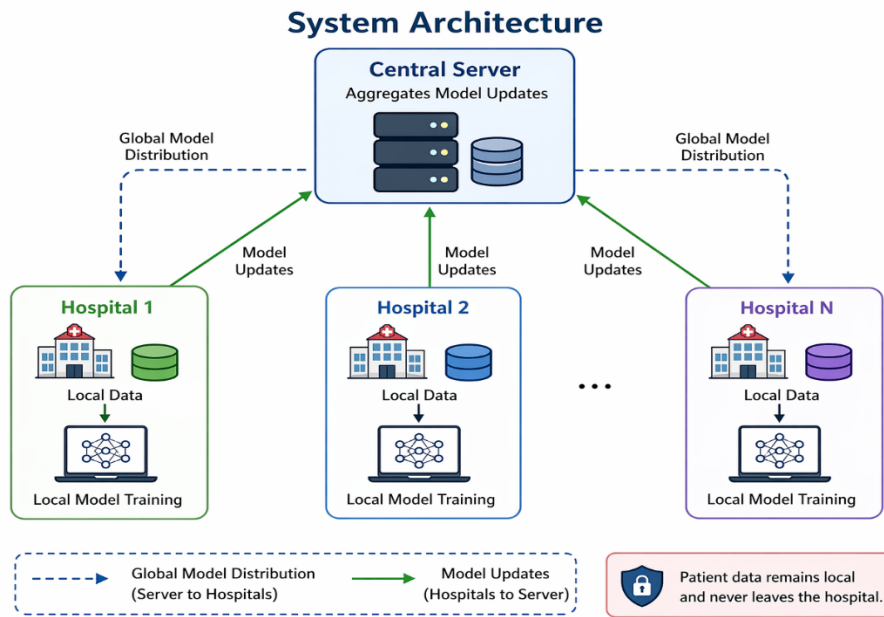 System Architecture
Central Server
Aggregates Model Updates
Global Model
Distribution
Global Model
Distribution
Model
Updates
Model
Updates
Model
Updates
Hospital 1
Local Data
Local Model Training
Hospital 2
Local Data
Local Model Training
...
Hospital N
Local Data
Local Model Training
Global Model Distribution
(Server to Hospitals)
Model Updates
(Hospitals to Server)
Patient data remains local
and never leaves the hospital.